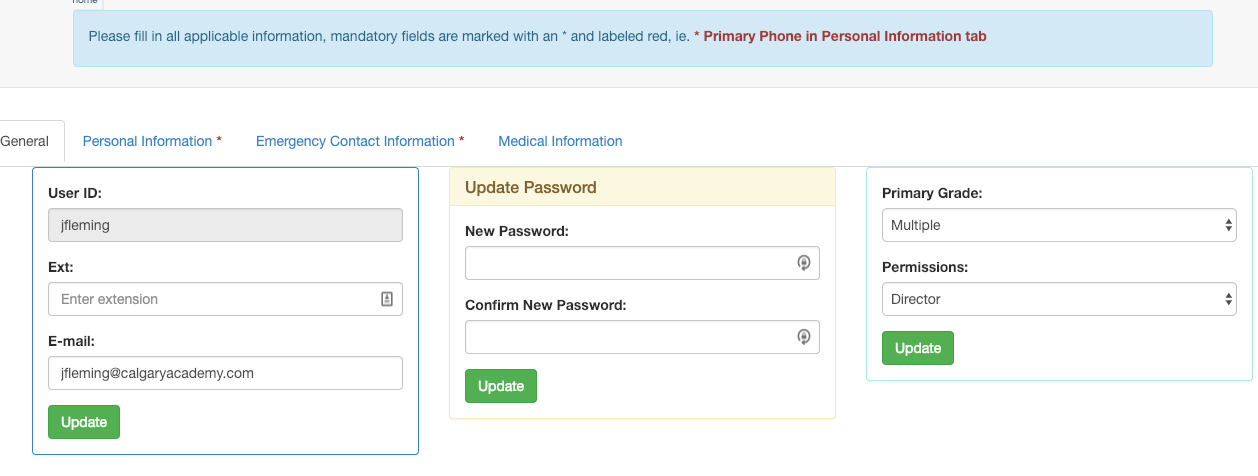 home
Please fill in all applicable information, mandatory fields are marked with an * and labeled red, ie. * Primary Phone in Personal Information tab
General
Personal Information *
Emergency Contact Information *
Medical Information
User ID:
jfleming
Ext:
Enter extension
E-mail:
jfleming@calgaryacademy.com
Update
Update Password
New Password:
Confirm New Password:
Update
Primary Grade:
Multiple
Permissions:
Director
Update